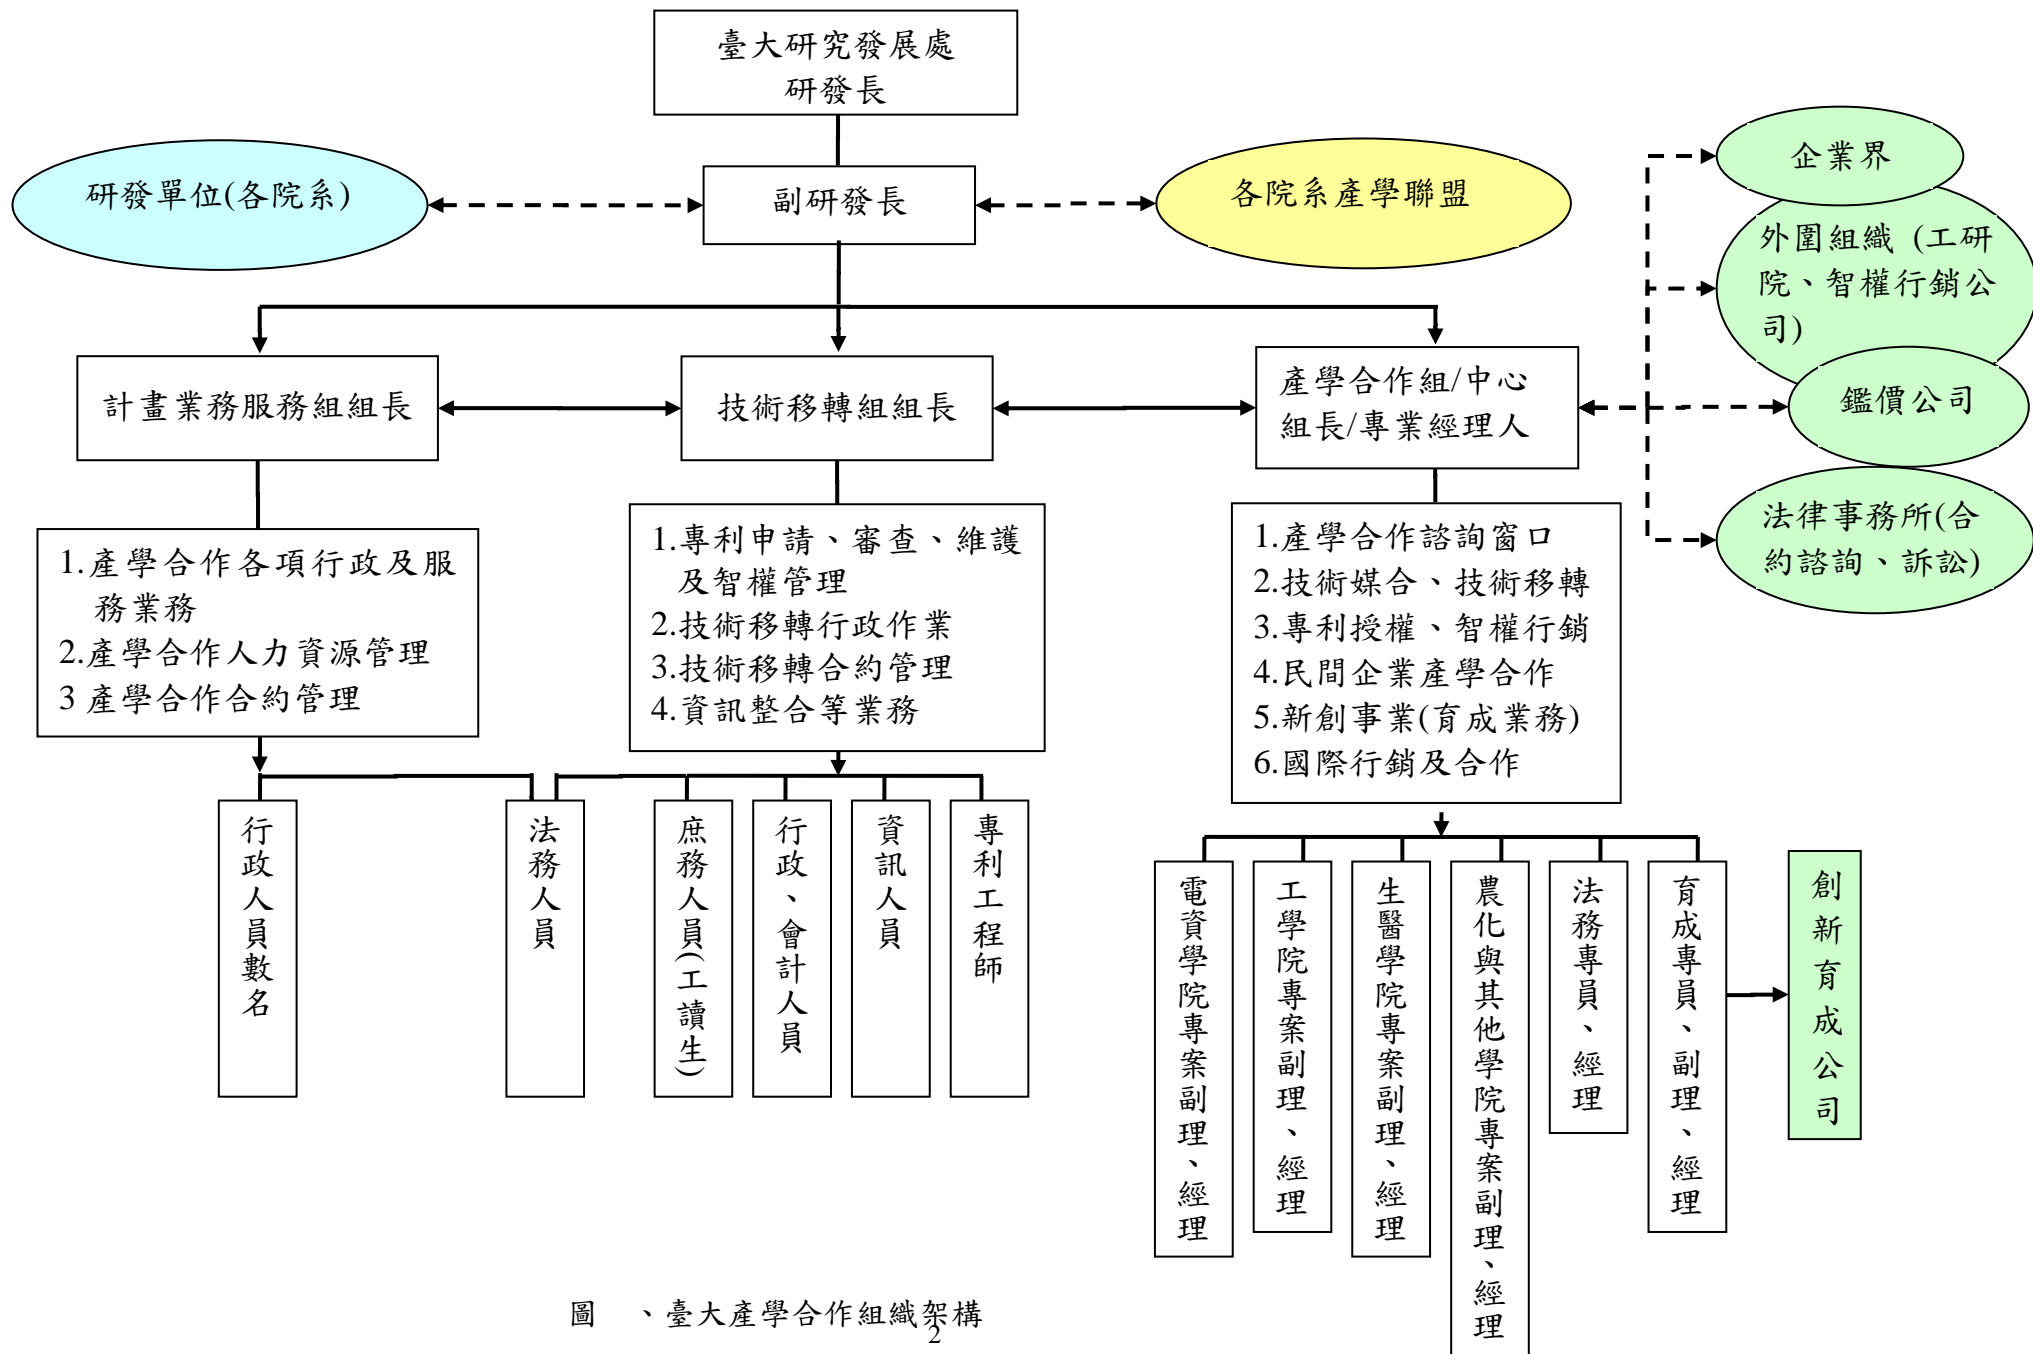 臺大研究發展處
研發長
研發單位(各院系)
副研發長
各院系產學聯盟
企業界
外圍組織 (工研
院、智權行銷公
司)
鑑價公司
法律事務所(合
約諮詢、訴訟)
計畫業務服務組組長
技術移轉組組長
產學合作組/中心
組長/專業經理人
1.產學合作各項行政及服
務業務
2.產學合作人力資源管理
3 產學合作合約管理
1.專利申請、審查、維護
及智權管理
2.技術移轉行政作業
3.技術移轉合約管理
4.資訊整合等業務
1.產學合作諮詢窗口
2.技術媒合、技術移轉
3.專利授權、智權行銷
4.民間企業產學合作
5.新創事業(育成業務)
6.國際行銷及合作
行政人員數名
法務人員
庶務人員(工讀生)
行政、會計人員
資訊人員
專利工程師
電資學院專案副理、經理
工學院專案副理、經理
生醫學院專案副理、經理
農化與其他學院專案副理、經理
法務專員、經理
育成專員、副理、經理
創新育成公司
圖　、臺大產學合作組織架構
2